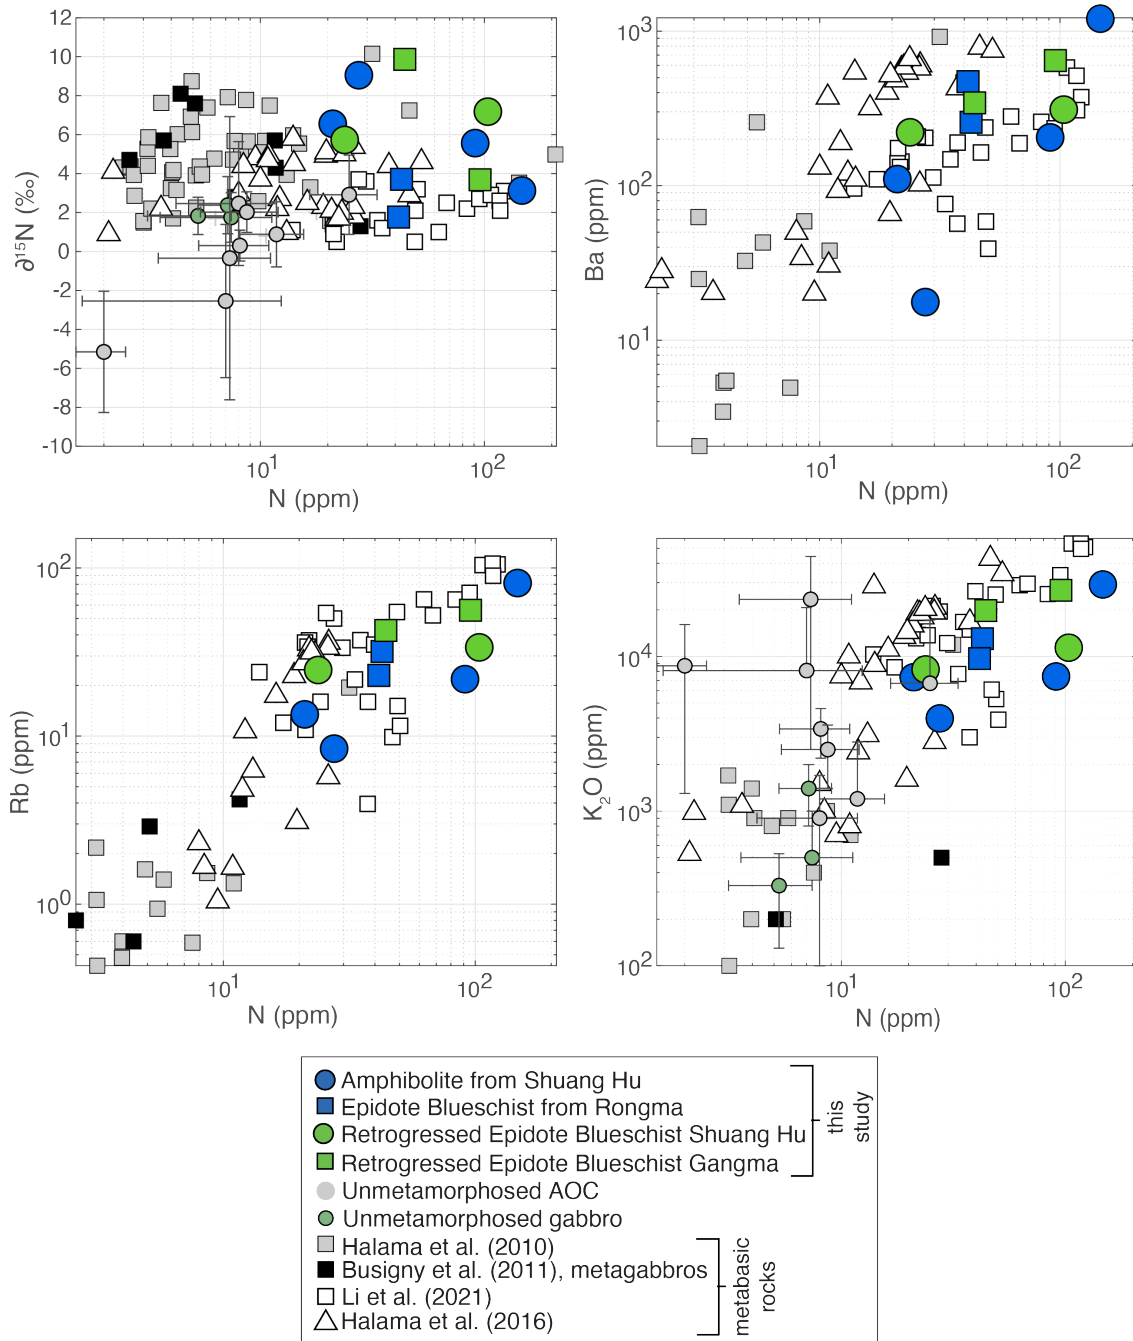 12
10
8
6
4
2
0
-2
-4
-6
-8
-10
∂¹⁵N (‰)
10¹
10²
N (ppm)
10³
10²
10¹
Ba (ppm)
10¹
10²
N (ppm)
10²
10¹
10⁰
Rb (ppm)
10¹
10²
N (ppm)
10⁴
10³
10²
K₂O (ppm)
10¹
10²
N (ppm)
Amphibolite from Shuang Hu
Epidote Blueschist from Rongma
Retrogressed Epidote Blueschist Shuang Hu
Retrogressed Epidote Blueschist Gangma
this
study
Unmetamorphosed AOC
Unmetamorphosed gabbro
Halama et al. (2010)
Busigny et al. (2011), metagabbros
Li et al. (2021)
Halama et al. (2016)
metabasic
rocks